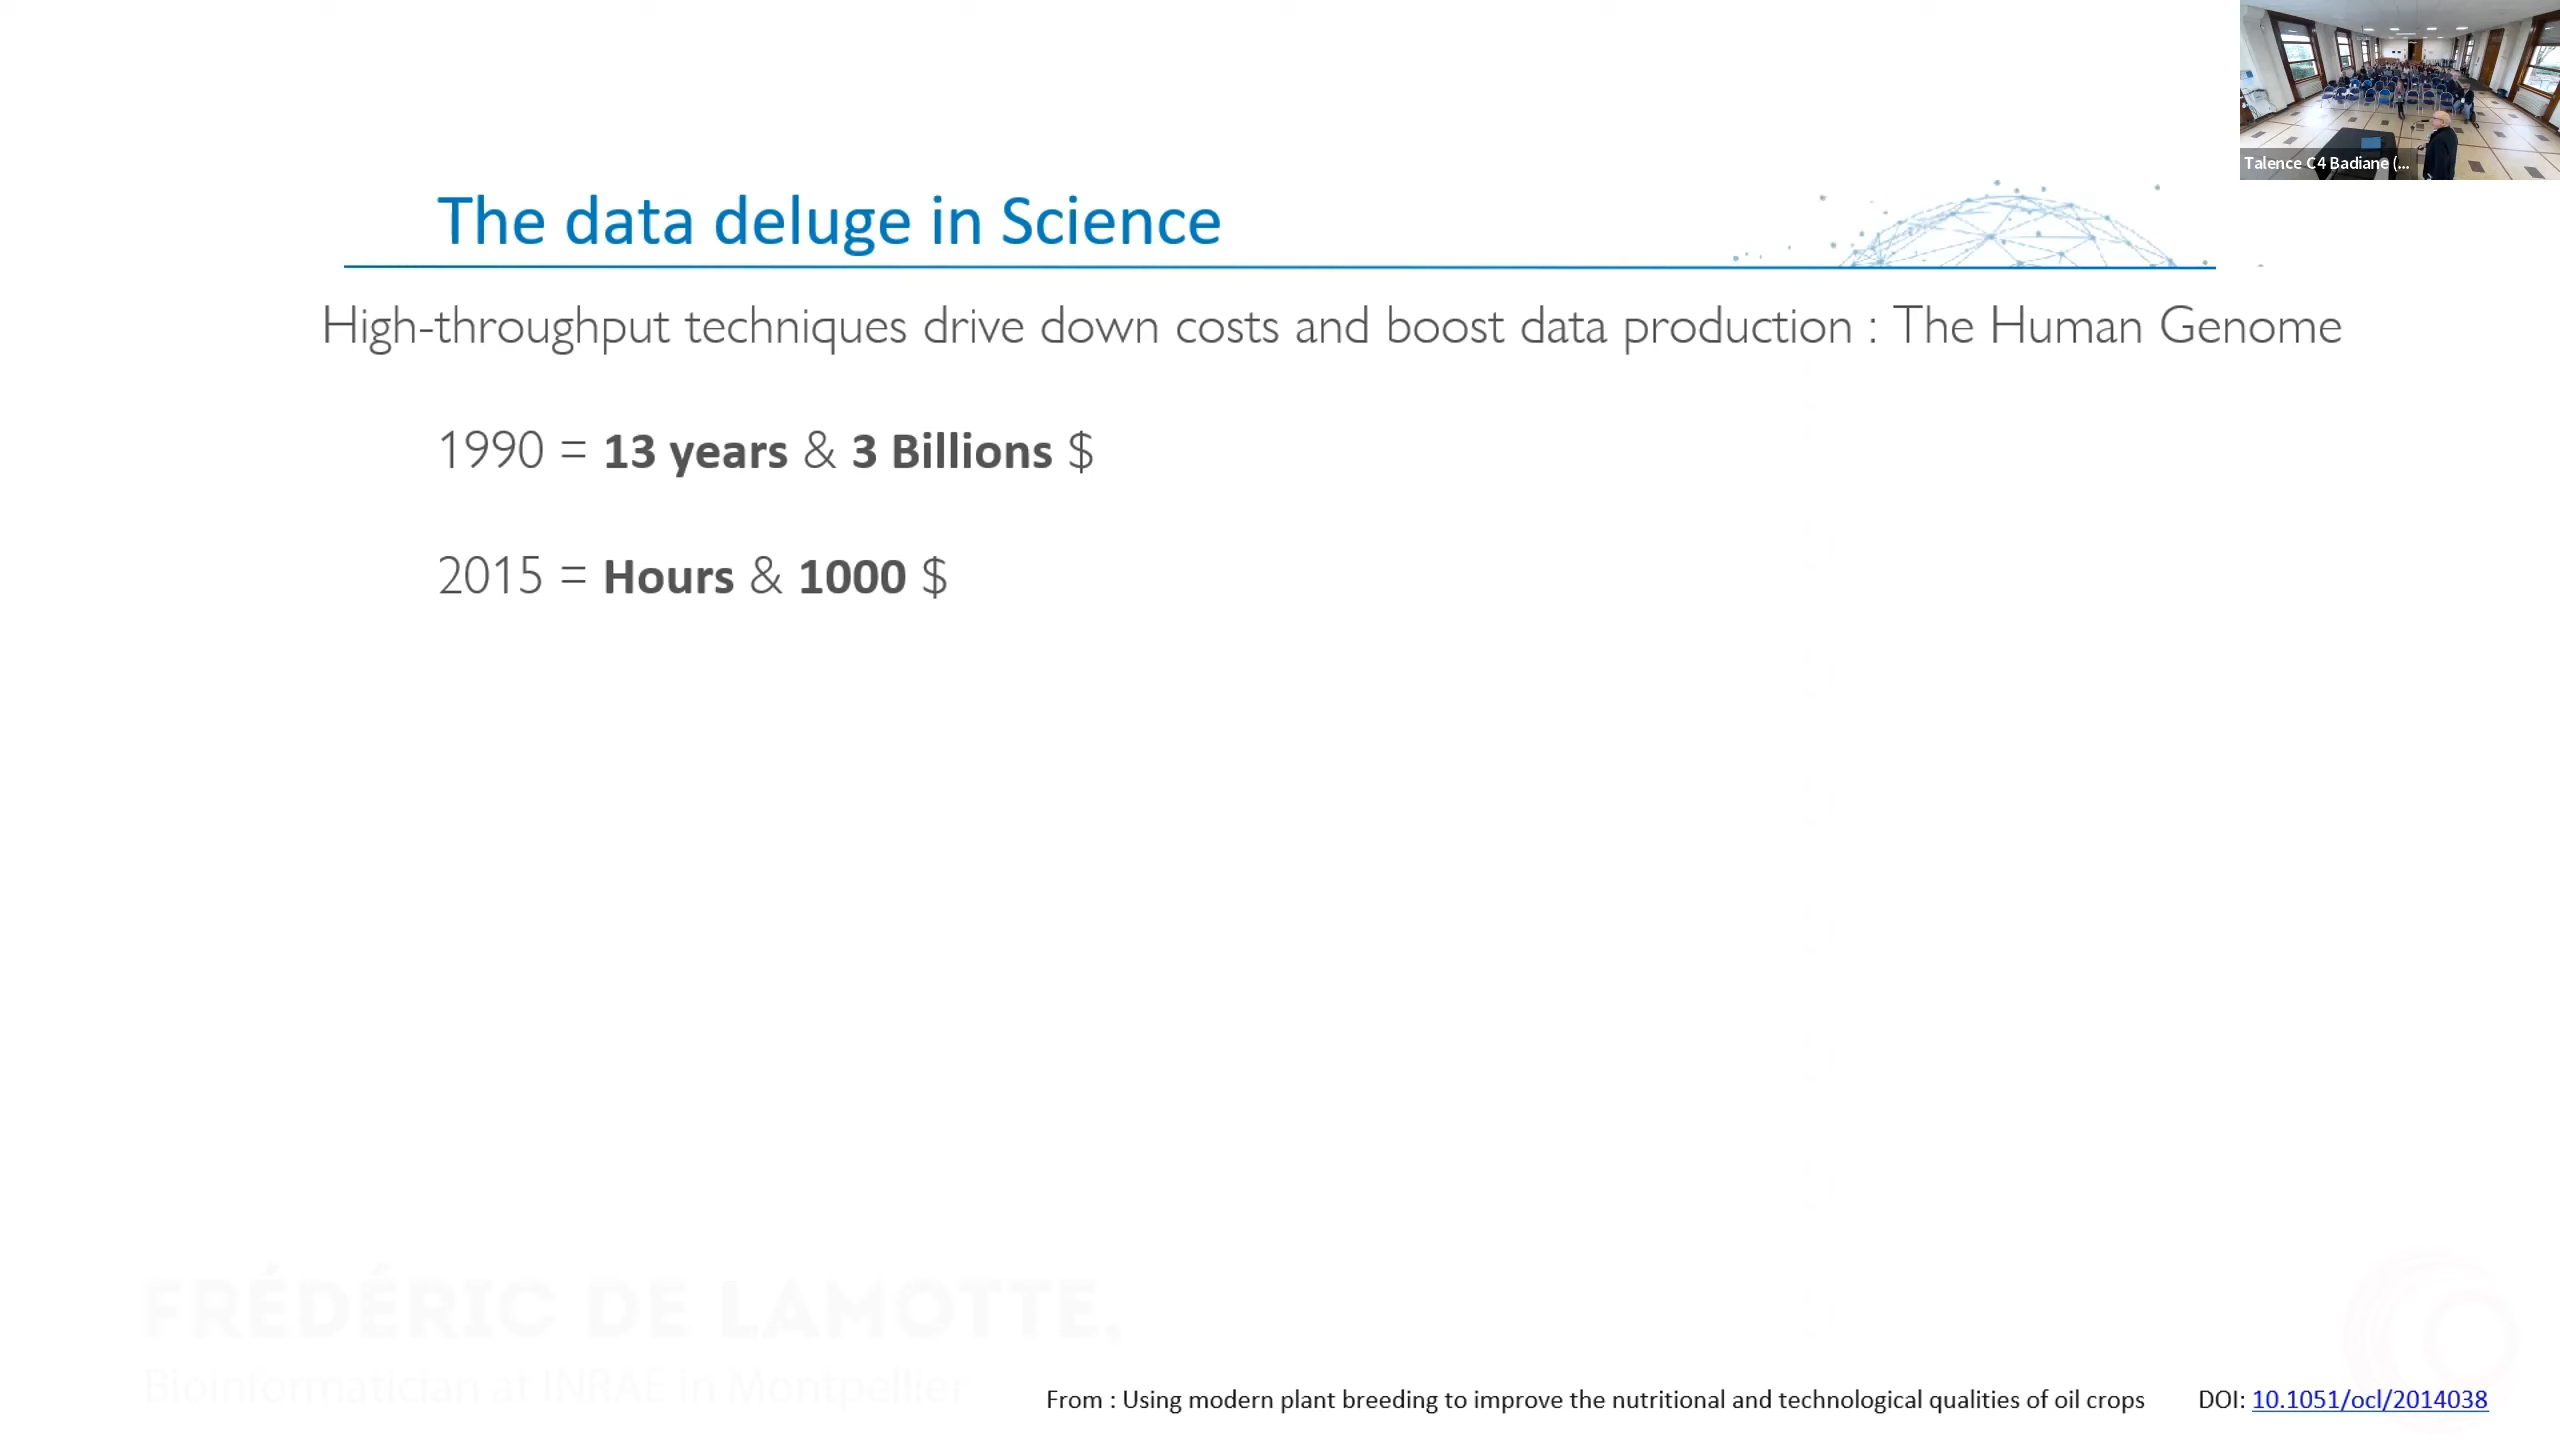 Talence C4 Badiane (...
The data deluge in Science
High-throughput techniques drive down costs and boost data production : The Human Genome
1990 = 13 years & 3 Billions $
2015 = Hours & 1000 $
FRÉDÉRIC DE LAMOTTE.
Bioinformatician at INRAE in Montpellier
From : Using modern plant breeding to improve the nutritional and technological qualities of oil crops DOI: 10.1051/ocl/2014038